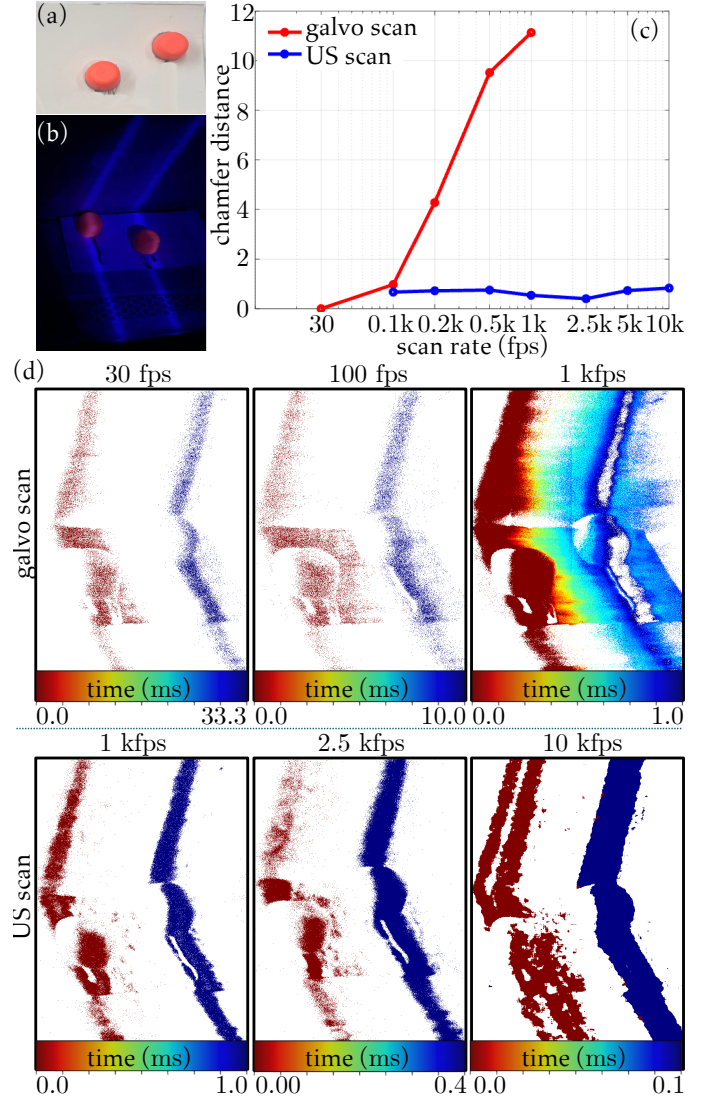 (a)
(b)
(c)
galvo scan
US scan
chamfer distance
12
10
8
6
4
2
0
30 0.1k 0.2k 0.5k 1k 2.5k 5k 10k
scan rate (fps)
(d)
30 fps 100 fps 1 kfps
galvo scan
time (ms) time (ms) time (ms)
0.0 33.3 0.0 10.0 0.0 1.0
1 kfps 2.5 kfps 10 kfps
US scan
time (ms) time (ms) time (ms)
0.0 1.0 0.00 0.4 0.0 0.1